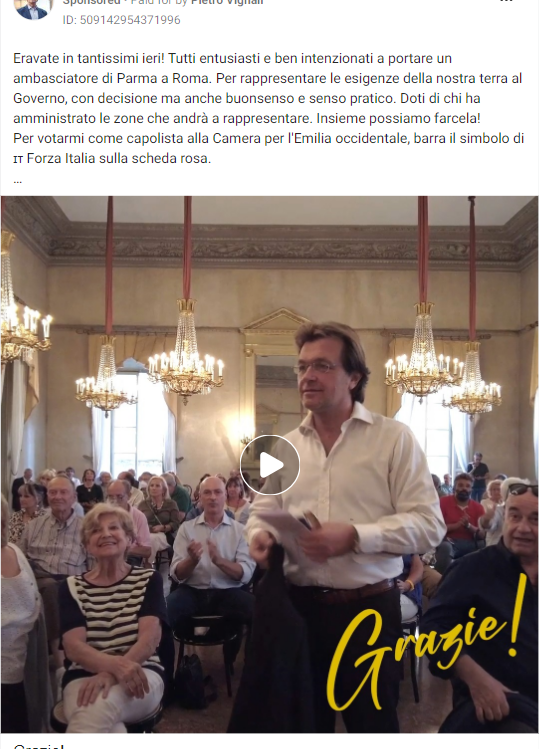 Sponsored • Paid for by Pietro Vignali
ID: 509142954371996
Eravate in tantissimi ieri! Tutti entusiasti e ben intenzionati a portare un
ambasciatore di Parma a Roma. Per rappresentare le esigenze della nostra terra al
Governo, con decisione ma anche buonsenso e senso pratico. Doti di chi ha
amministrato le zone che andrà a rappresentare. Insieme possiamo farcela!
Per votarmi come capolista alla Camera per l'Emilia occidentale, barra il simbolo di
IT Forza Italia sulla scheda rosa.
...
Grazie!
Grazie!